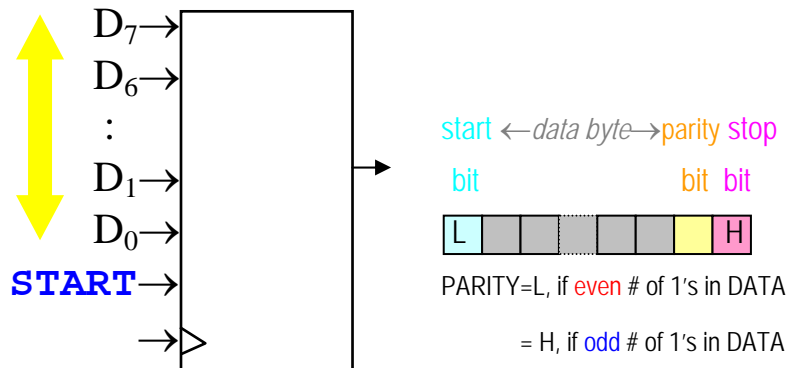 D7
D6
:
D1
D0
START
start ←data byte→ parity stop
bit bit bit
L H
PARITY=L, if even # of 1's in DATA
= H, if odd # of 1's in DATA